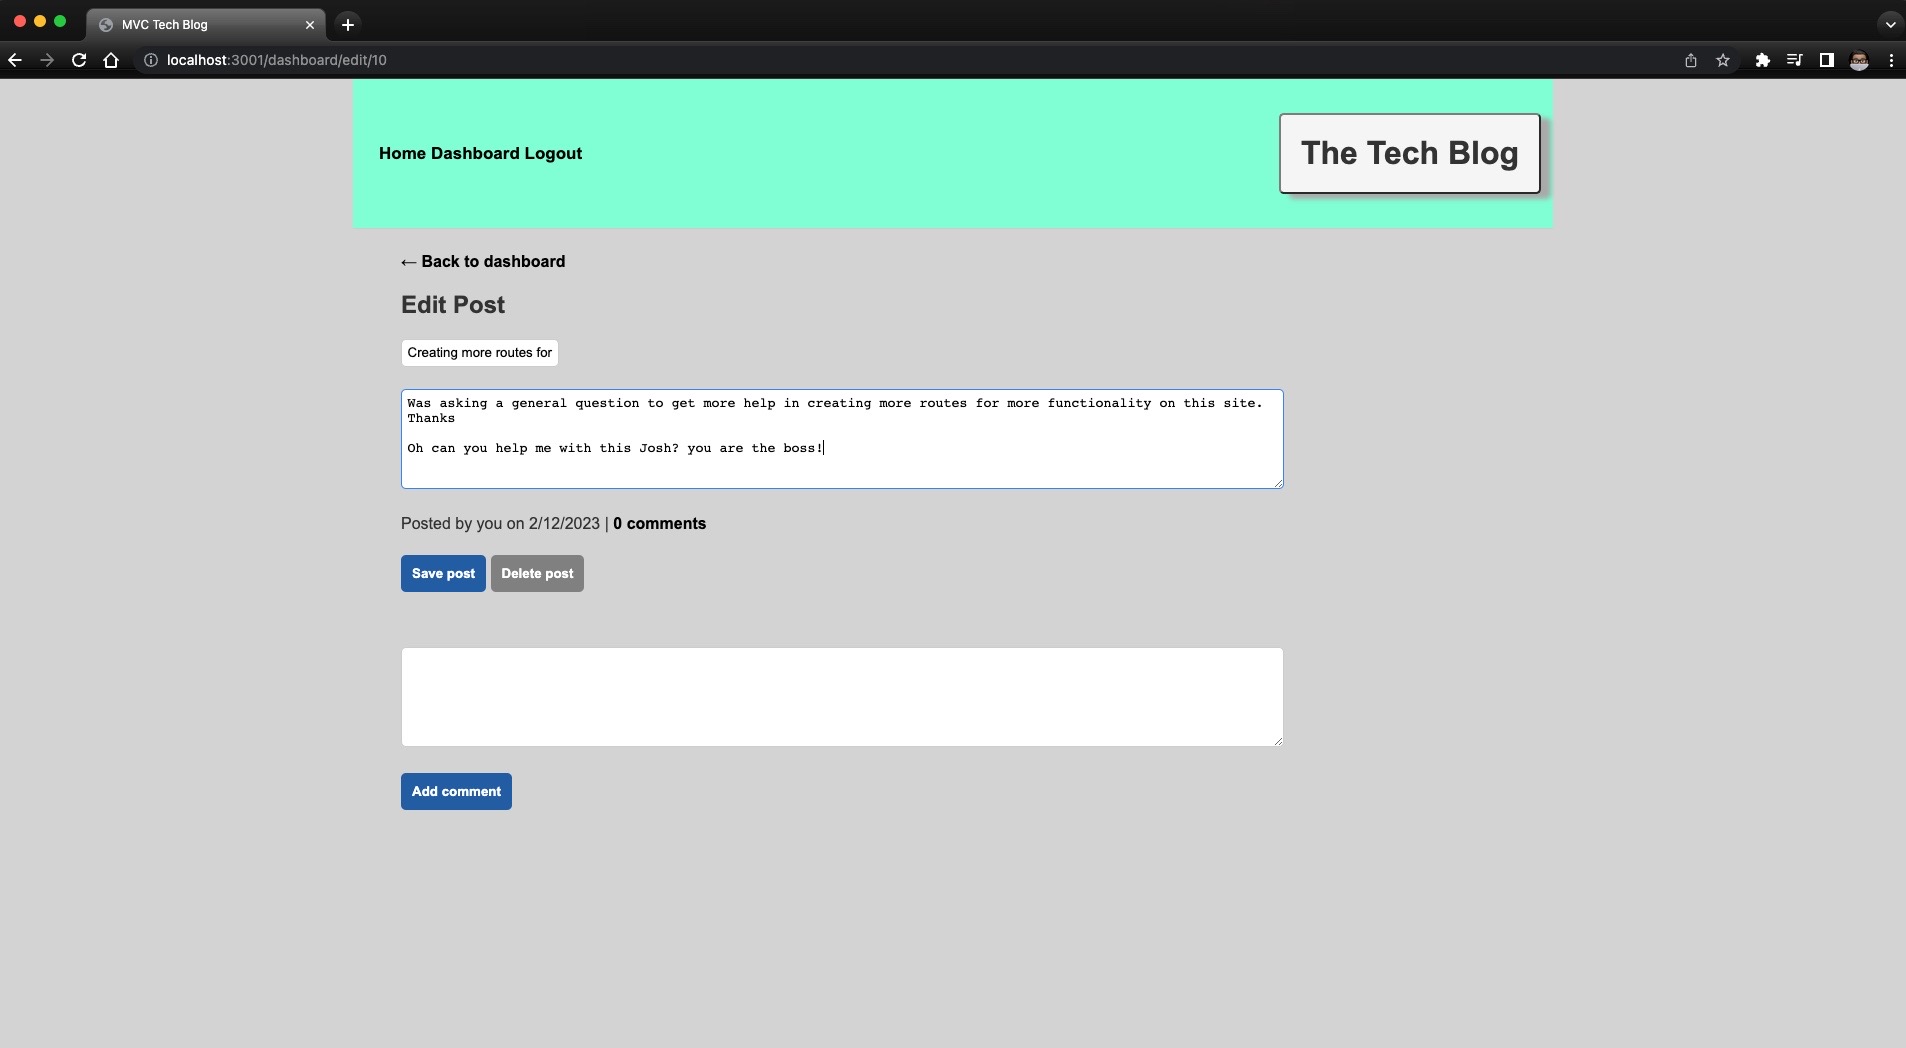 MVC Tech Blog
localhost:3001/dashboard/edit/10
Home Dashboard Logout
The Tech Blog
← Back to dashboard
Edit Post
Creating more routes for
Was asking a general question to get more help in creating more routes for more functionality on this site.
Thanks
Oh can you help me with this Josh? you are the boss!
Posted by you on 2/12/2023 | 0 comments
Save post Delete post
Add comment